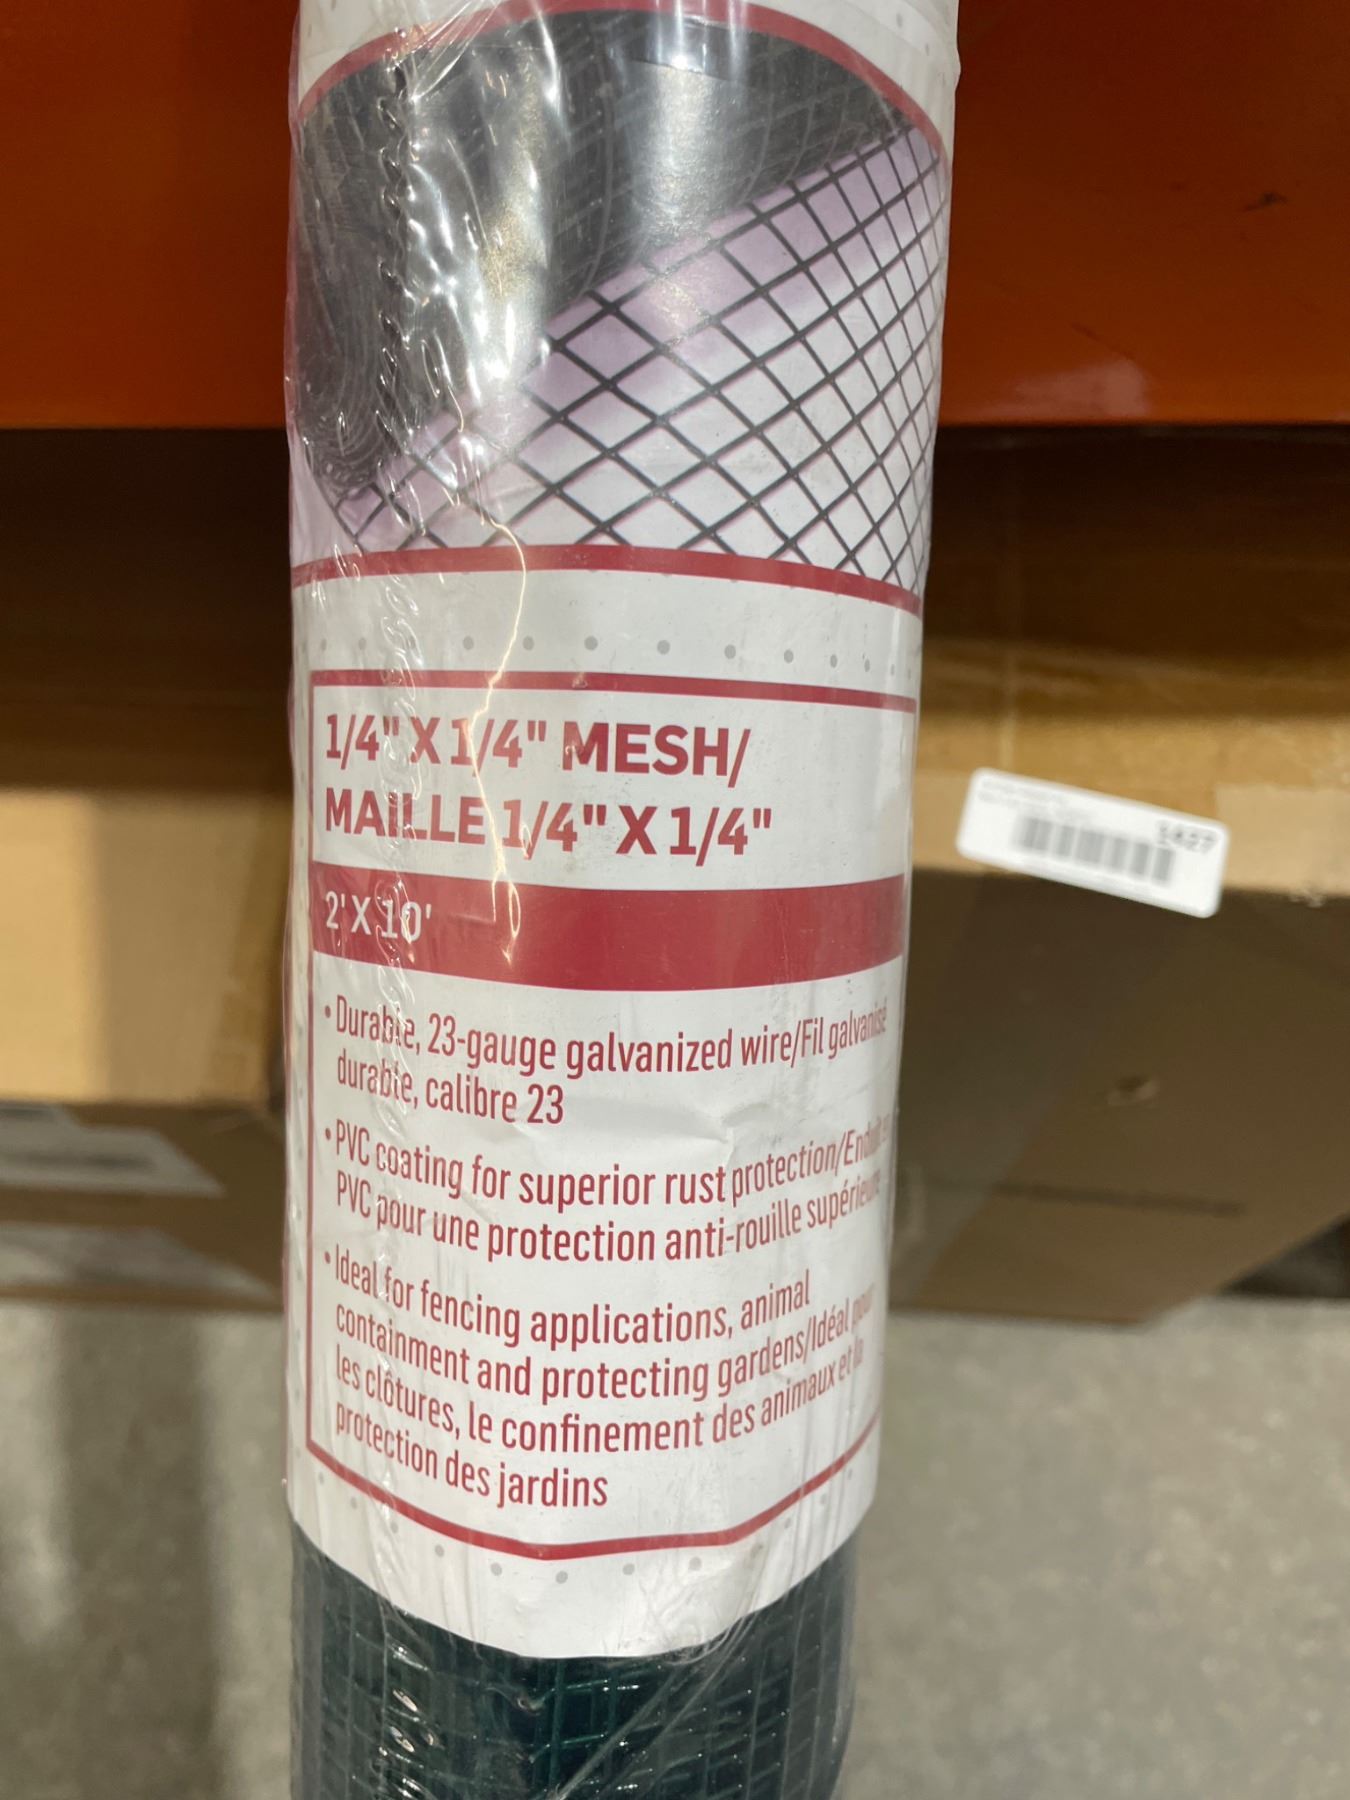 1/4" X 1/4" MESH/
MAILLE 1/4" X 1/4"
2' X 10'
• Durable, 23-gauge galvanized wire/Fil galvanisé
durable, calibre 23
• PVC coating for superior rust protection/Enduit
PVC pour une protection anti-rouille supérieure
• Ideal for fencing applications, animal
containment and protecting gardens/Idéal pour
les clôtures, le confinement des animaux et la
protection des jardins
1427